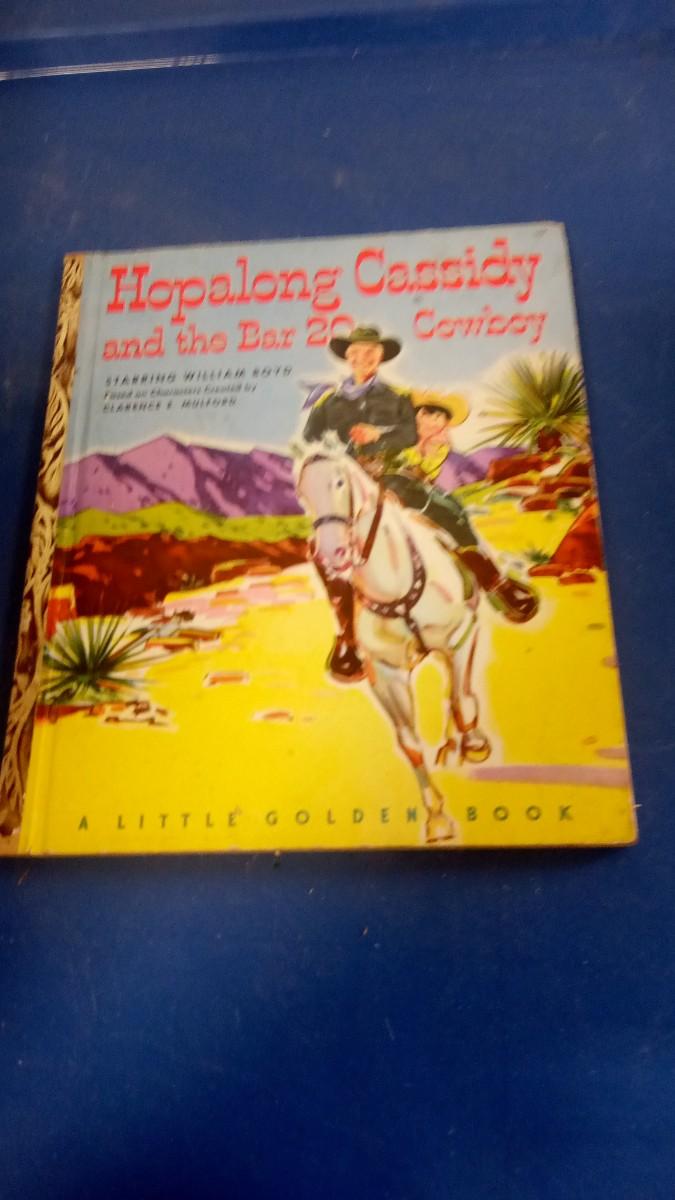 Hopalong Cassidy
and the Bar 20 Cowboy
STARRING WILLIAM BOYD
Based on Characters Created by
CLARENCE E. MULFORD
A LITTLE GOLDEN BOOK